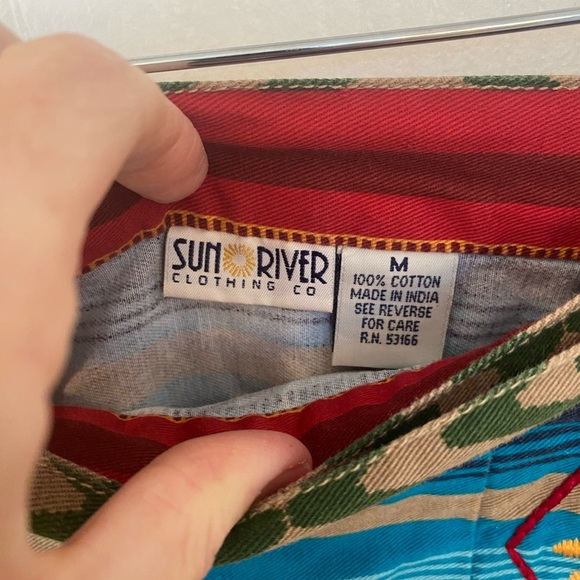 SUN RIVER
CLOTHING CO
M
100% COTTON
MADE IN INDIA
SEE REVERSE
FOR CARE
R.N. 53166